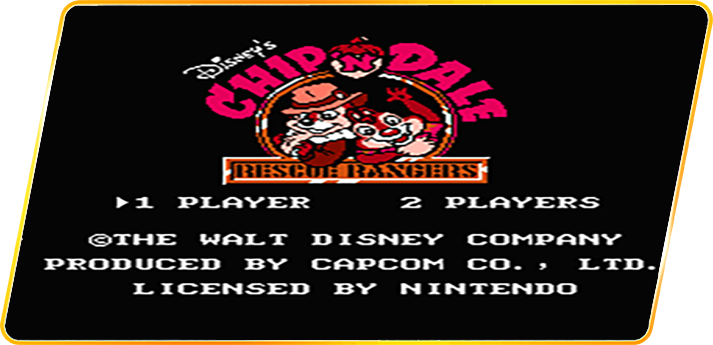 Disney's
CHIP 'N DALE
RESCUE RANGERS
1 PLAYER 2 PLAYERS
©THE WALT DISNEY COMPANY
PRODUCED BY CAPCOM CO., LTD.
LICENSED BY NINTENDO